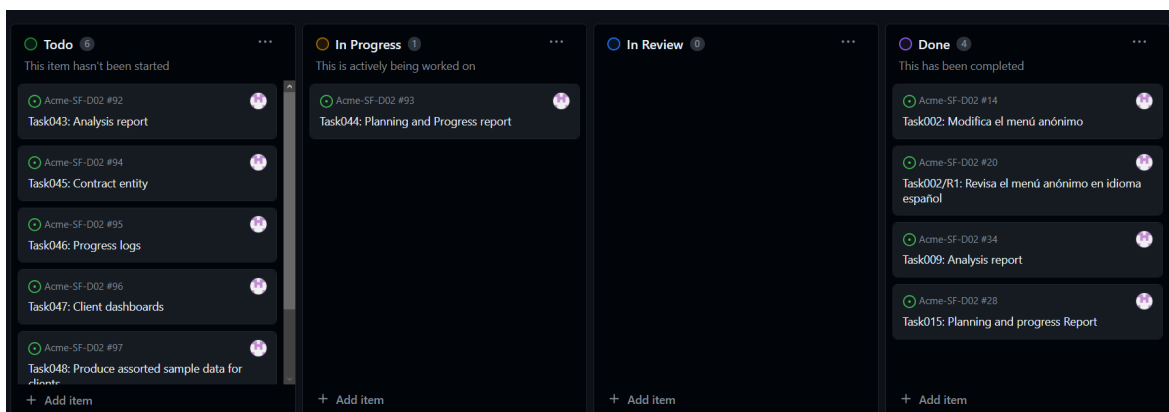 Todo 6
This item hasn't been started
Acme-SF-D02 #92
Task043: Analysis report
Acme-SF-D02 #94
Task045: Contract entity
Acme-SF-D02 #95
Task046: Progress logs
Acme-SF-D02 #96
Task047: Client dashboards
Acme-SF-D02 #97
Task048: Produce assorted sample data for
clients
+ Add item
In Progress 1
This is actively being worked on
Acme-SF-D02 #93
Task044: Planning and Progress report
+ Add item
In Review 0
+ Add item
Done 4
This has been completed
Acme-SF-D02 #14
Task002: Modifica el menú anónimo
Acme-SF-D02 #20
Task002/R1: Revisa el menú anónimo en idioma
español
Acme-SF-D02 #34
Task009: Analysis report
Acme-SF-D02 #28
Task015: Planning and progress Report
+ Add item